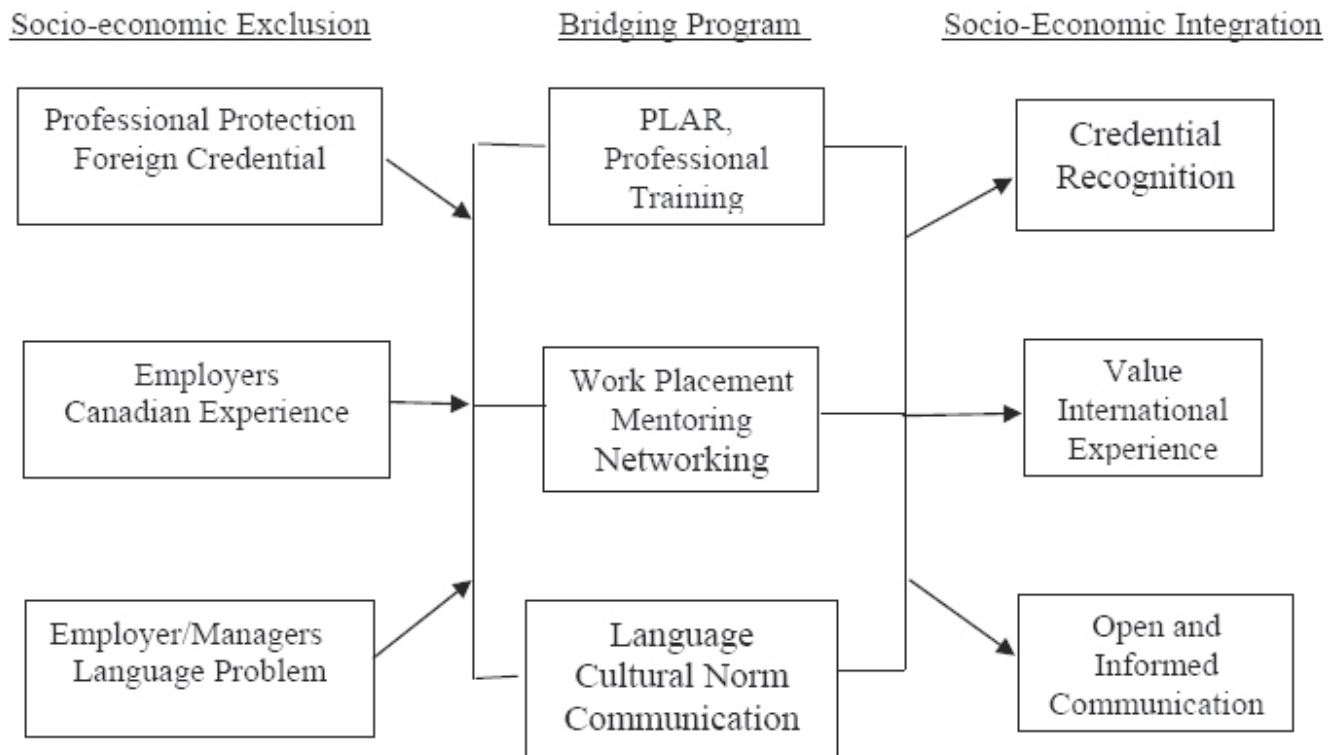 Socio-economic Exclusion
Bridging Program
Socio-Economic Integration
Professional Protection
Foreign Credential
PLAR,
Professional
Training
Credential
Recognition
Employers
Canadian Experience
Work Placement
Mentoring
Networking
Value
International
Experience
Employer/Managers
Language Problem
Language
Cultural Norm
Communication
Open and
Informed
Communication